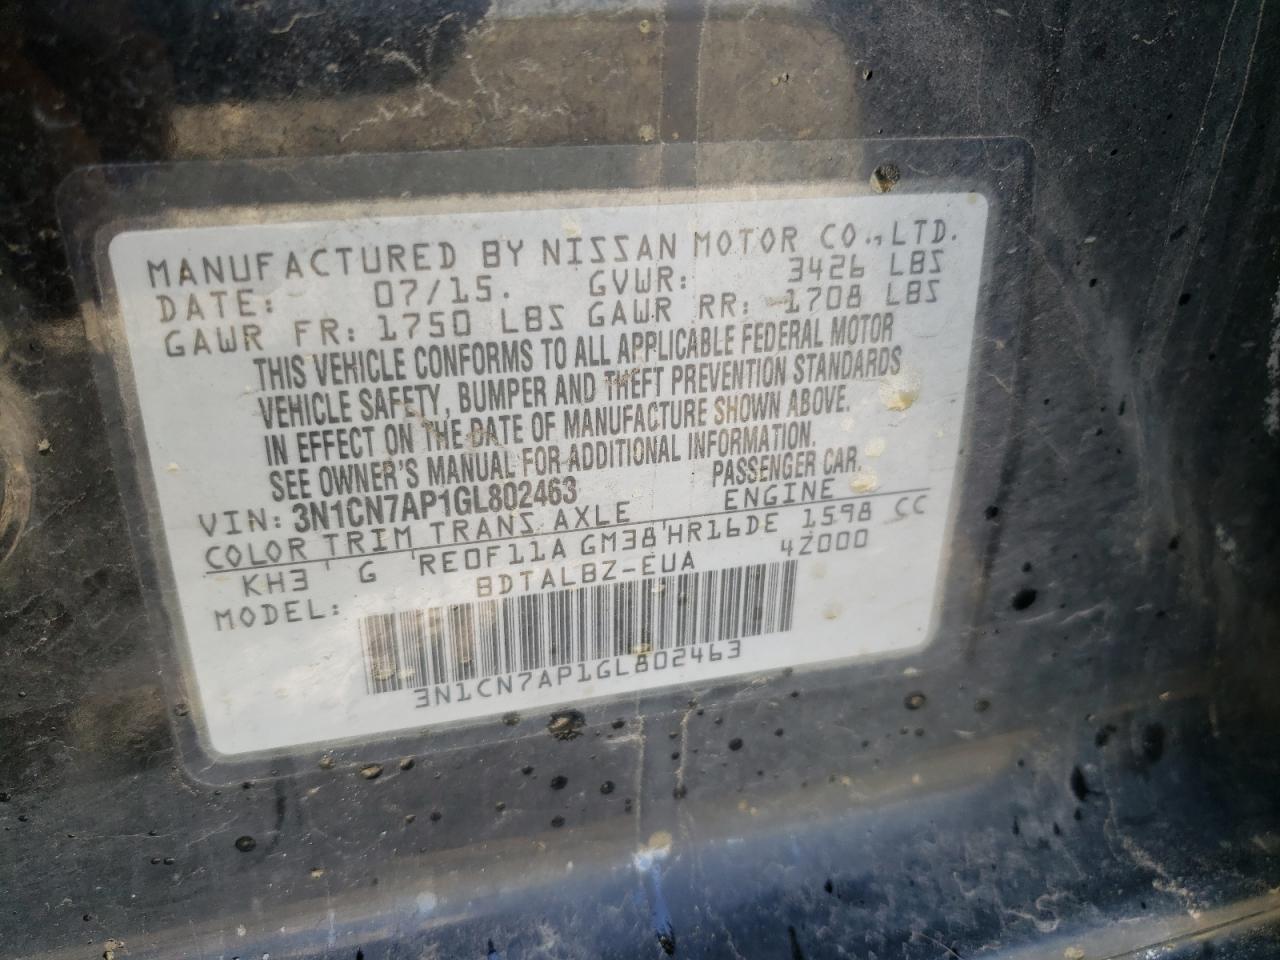 MANUFACTURED BY NISSAN MOTOR CO.,LTD.
DATE: 07/15. GVWR: 3426 LBS
GAWR FR: 1750 LBS GAWR RR: 1708 LBS
THIS VEHICLE CONFORMS TO ALL APPLICABLE FEDERAL MOTOR
VEHICLE SAFETY, BUMPER AND THEFT PREVENTION STANDARDS
IN EFFECT ON THE DATE OF MANUFACTURE SHOWN ABOVE.
SEE OWNER'S MANUAL FOR ADDITIONAL INFORMATION.
VIN: 3N1CN7AP1GL802463 PASSENGER CAR.
COLOR TRIM TRANS AXLE ENGINE
KH3 ' G 'RE0F11A GM38'HR16DE 1598 CC
MODEL: BDTALBZ-EUA 4Z000
3N1CN7AP1GL802463